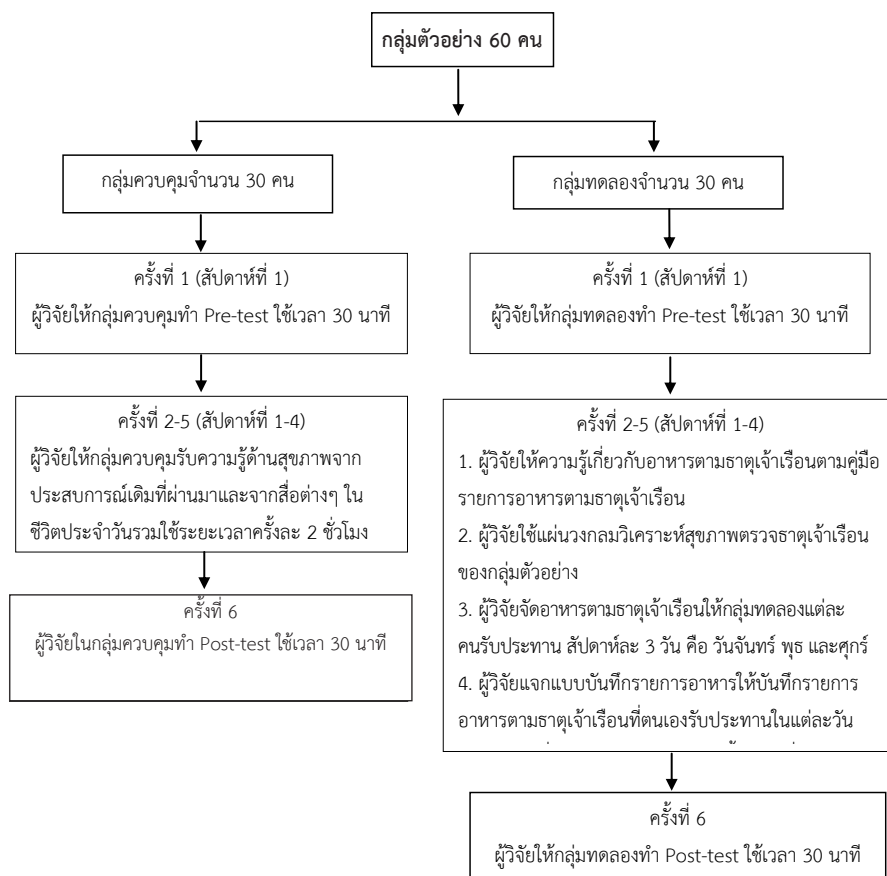 กลุ่มตัวอย่าง 60 คน
กลุ่มควบคุมจำนวน 30 คน
กลุ่มทดลองจำนวน 30 คน
ครั้งที่ 1 (สัปดาห์ที่ 1)
ผู้วิจัยให้กลุ่มควบคุมทำ Pre-test ใช้เวลา 30 นาที
ครั้งที่ 1 (สัปดาห์ที่ 1)
ผู้วิจัยให้กลุ่มทดลองทำ Pre-test ใช้เวลา 30 นาที
ครั้งที่ 2-5 (สัปดาห์ที่ 1-4)
ผู้วิจัยให้กลุ่มควบคุมรับความรู้ด้านสุขภาพจาก
ประสบการณ์เดิมที่ผ่านมาและจากสื่อต่างๆ ใน
ชีวิตประจำวันรวมใช้ระยะเวลาครั้งละ 2 ชั่วโมง
ครั้งที่ 6
ผู้วิจัยในกลุ่มควบคุมทำ Post-test ใช้เวลา 30 นาที
ครั้งที่ 2-5 (สัปดาห์ที่ 1-4)
1. ผู้วิจัยให้ความรู้เกี่ยวกับอาหารตามธาตุเจ้าเรือนตามคู่มือ
รายการอาหารตามธาตุเจ้าเรือน
2. ผู้วิจัยใช้แผ่นวงกลมวิเคราะห์สุขภาพตรวจธาตุเจ้าเรือน
ของกลุ่มตัวอย่าง
3. ผู้วิจัยจัดอาหารตามธาตุเจ้าเรือนให้กลุ่มทดลองแต่ละ
คนรับประทาน สัปดาห์ละ 3 วัน คือ วันจันทร์ พุธ และศุกร์
4. ผู้วิจัยแจกแบบบันทึกรายการอาหารให้บันทึกรายการ
อาหารตามธาตุเจ้าเรือนที่ตนเองรับประทานในแต่ละวัน
ครั้งที่ 6
ผู้วิจัยให้กลุ่มทดลองทำ Post-test ใช้เวลา 30 นาที